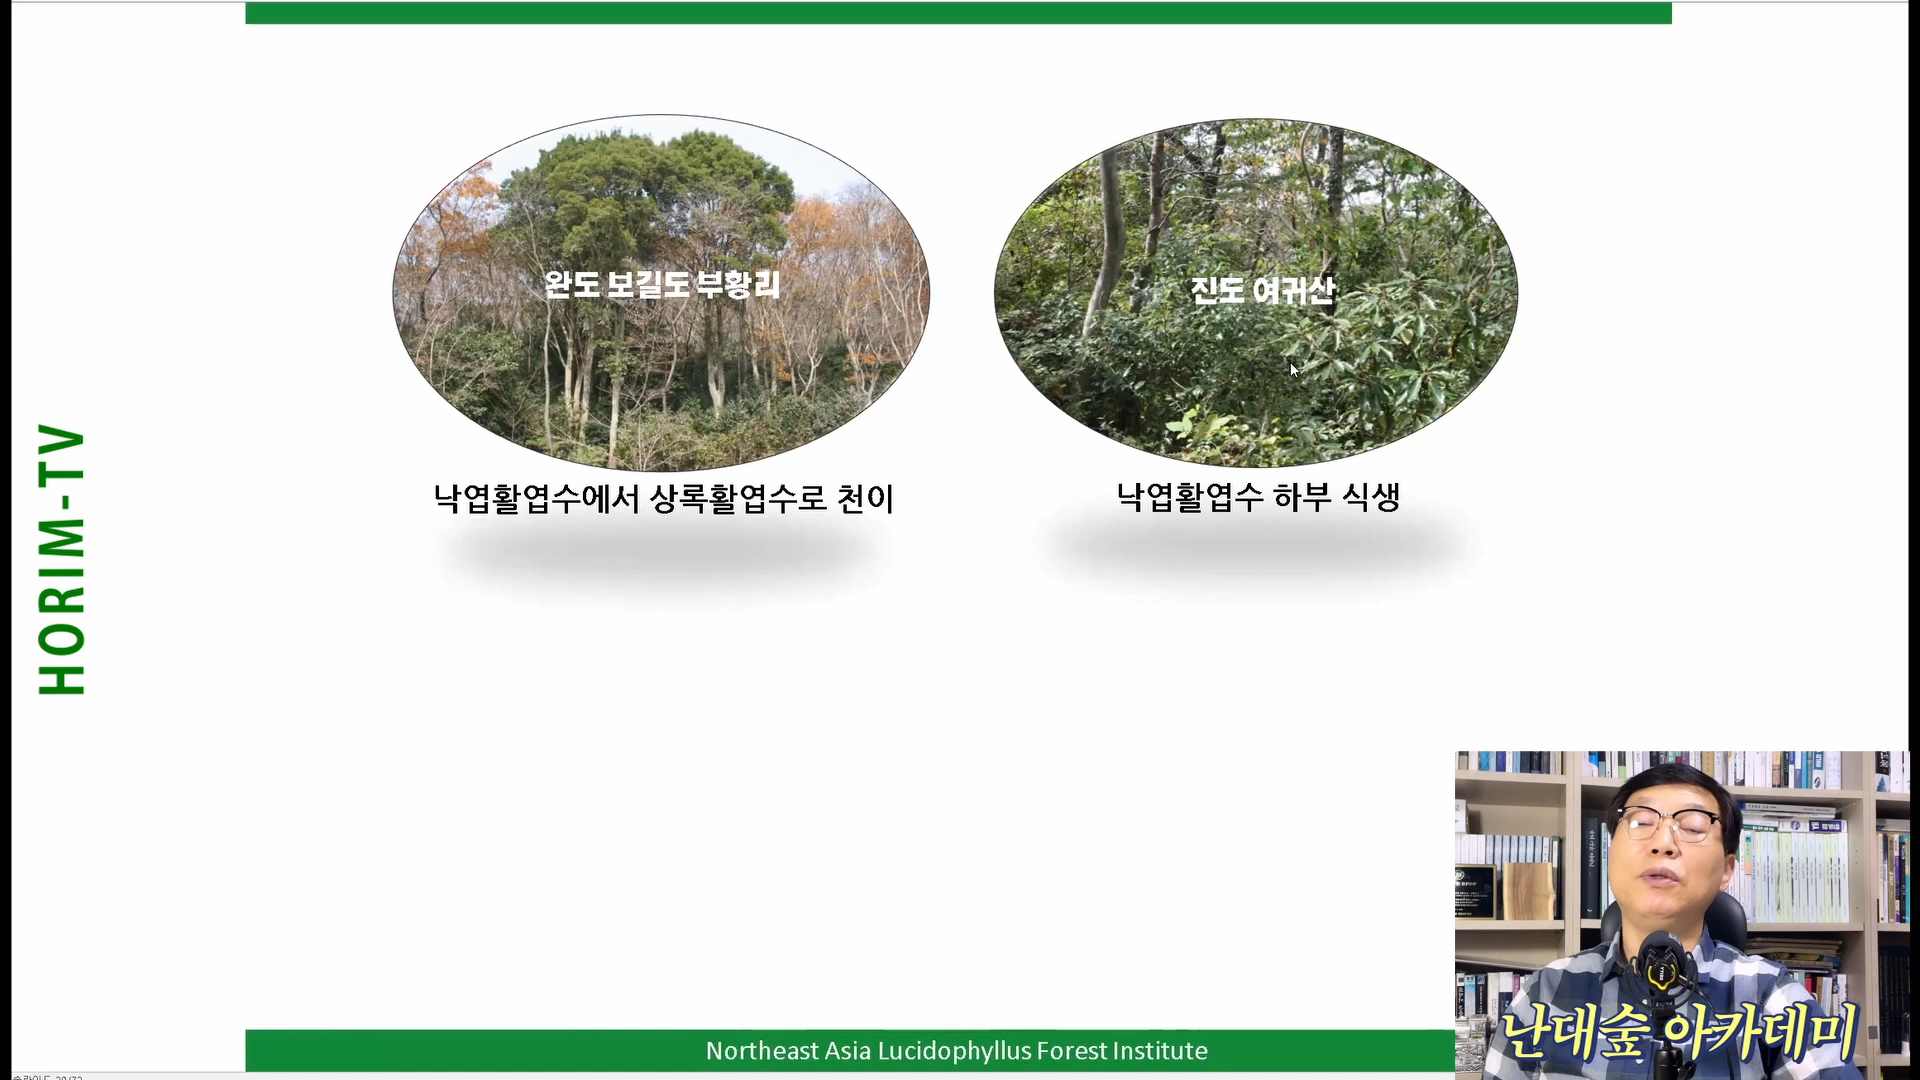 완도 보길도 부황리
진도 여귀산
낙엽활엽수에서 상록활엽수로 천이
낙엽활엽수 하부 식생
HORIM-TV
난대숲 아카데미
Northeast Asia Lucidophyllus Forest Institute